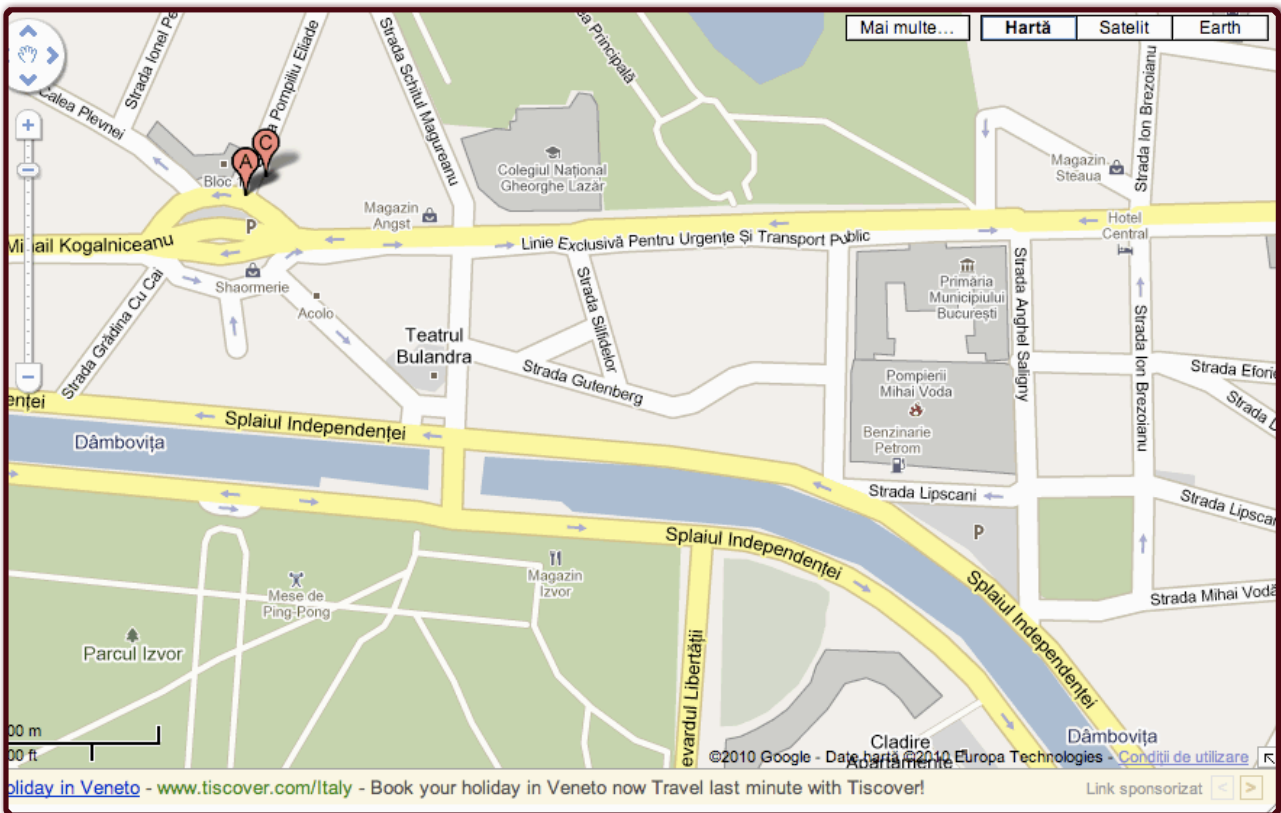 Mai multe...
Hartă
Satelit
Earth
Strada Ionel Pe
Calea Plevnei
Pompiliu Eliade
Strada Schitul Magureanu
Principală
Strada Ion Brezoianu
A
C
Bloc
P
Colegiul Național
Gheorghe Lazăr
Magazin
Steaua
Magazin
Angst
Hotel
Central
Mihail Kogalniceanu
Linie Exclusivă Pentru Urgențe Și Transport Public
Shaormerie
Acolo
Strada Grădina Cu Cai
Teatrul
Bulandra
Strada Silfidelor
Strada Gutenberg
Primăria
Municipiului
București
Strada Anghel Saligny
Strada Ion Brezoianu
Pompierii
Mihai Voda
Benzinarie
Petrom
Strada Eforie
Splaiul Independenței
Dâmbovița
Strada Lipscani
Strada Lipscani
P
Splaiul Independenței
Splaiul Independenței
Magazin
Izvor
Mese de
Ping-Pong
Parcul Izvor
Strada Mihai Vodă
evardul Libertății
Cladire
Apartamente
Dâmbovița
00 m
00 ft
©2010 Google - Date hartă ©2010 Europa Technologies - Condiții de utilizare
oliday in Veneto - www.tiscover.com/Italy - Book your holiday in Veneto now Travel last minute with Tiscover!
Link sponsorizat